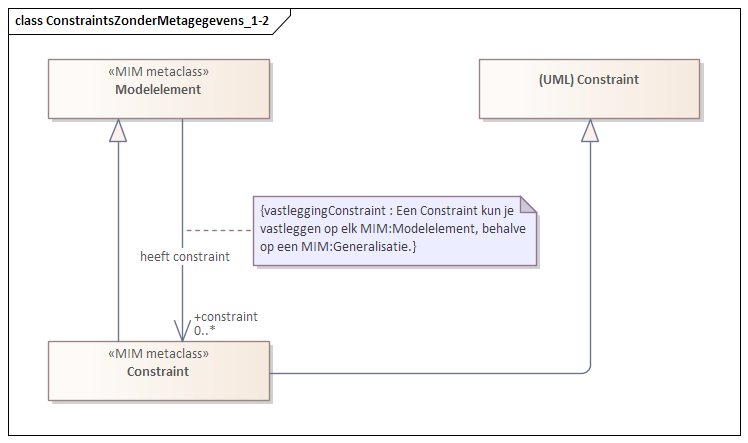 class ConstraintsZonderMetagegevens_1-2
«MIM metaclass»
Modelelement
(UML) Constraint
{vastleggingConstraint : Een Constraint kun je
vastleggen op elk MIM:Modelelement, behalve
op een MIM:Generalisatie.}
heeft constraint
+constraint
0..*
«MIM metaclass»
Constraint